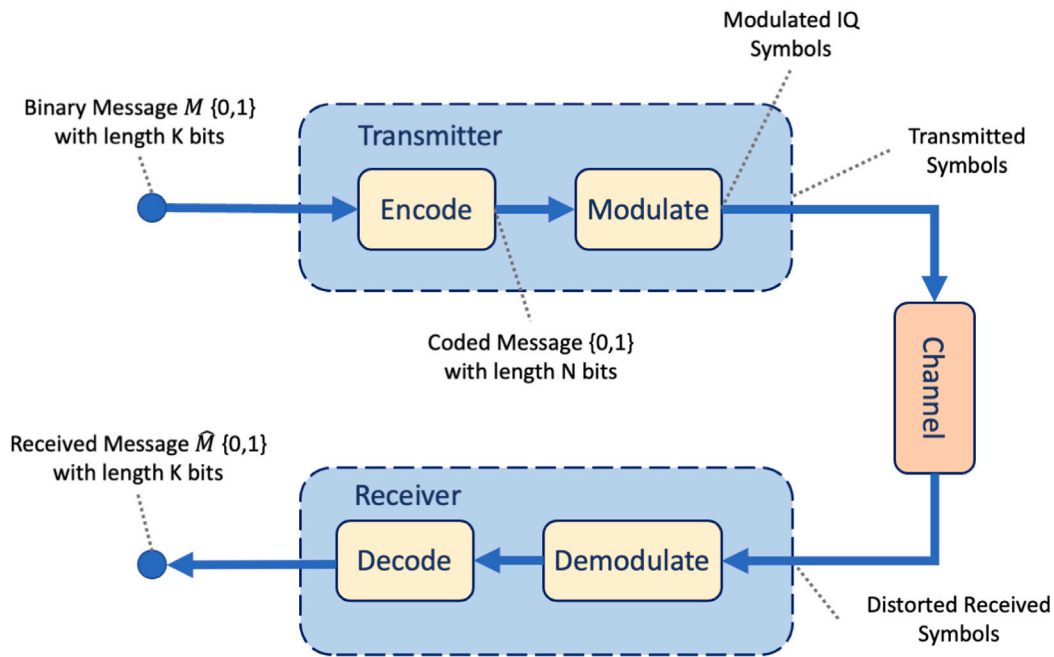 Modulated IQ
Symbols
Binary Message M {0,1}
with length K bits
Transmitter
Transmitted
Symbols
Encode
Modulate
Coded Message {0,1}
with length N bits
Channel
Received Message M̂ {0,1}
with length K bits
Receiver
Decode
Demodulate
Distorted Received
Symbols